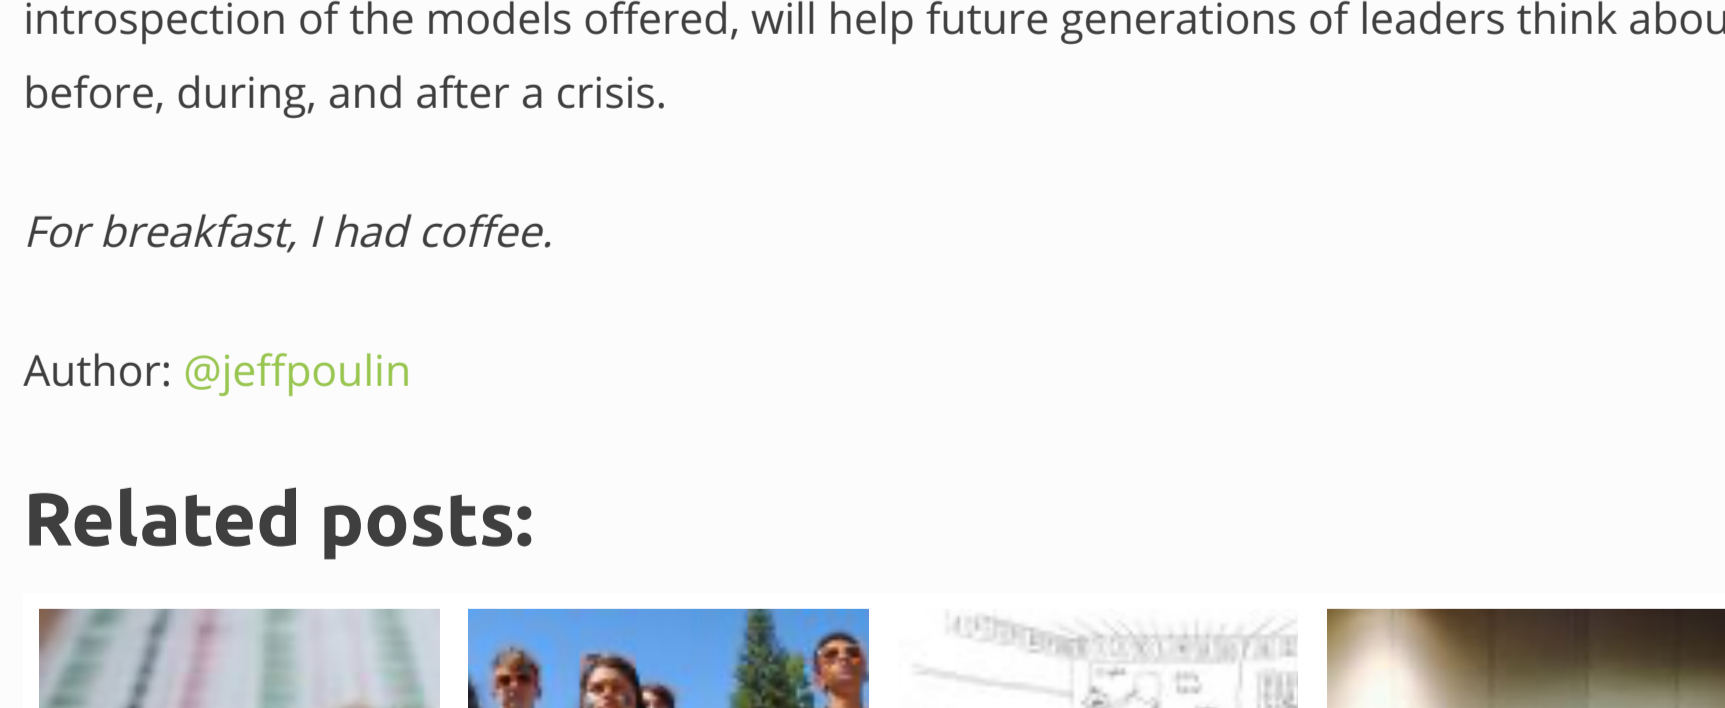 introspection of the models offered, will help future generations of leaders think
before, during, and after a crisis.
For breakfast, I had coffee.
Author: @jeffpoulin
Related posts: